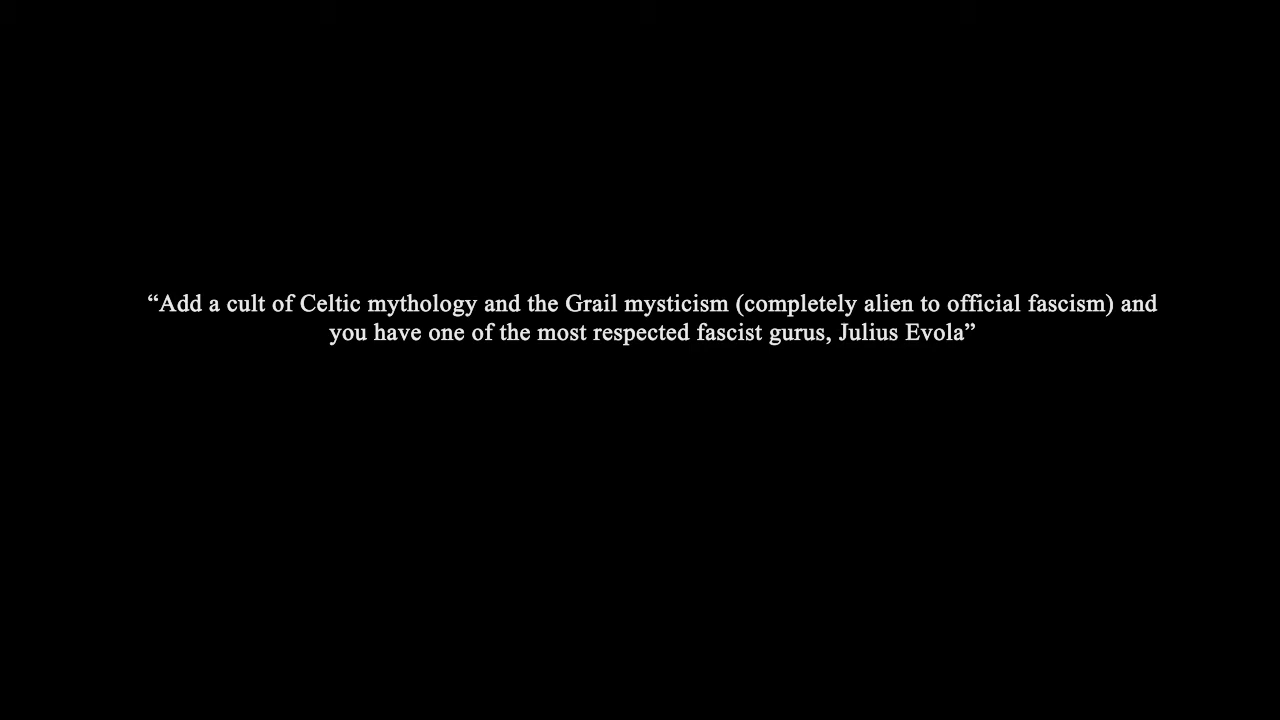 “Add a cult of Celtic mythology and the Grail mysticism (completely alien to official fascism) and
you have one of the most respected fascist gurus, Julius Evola”